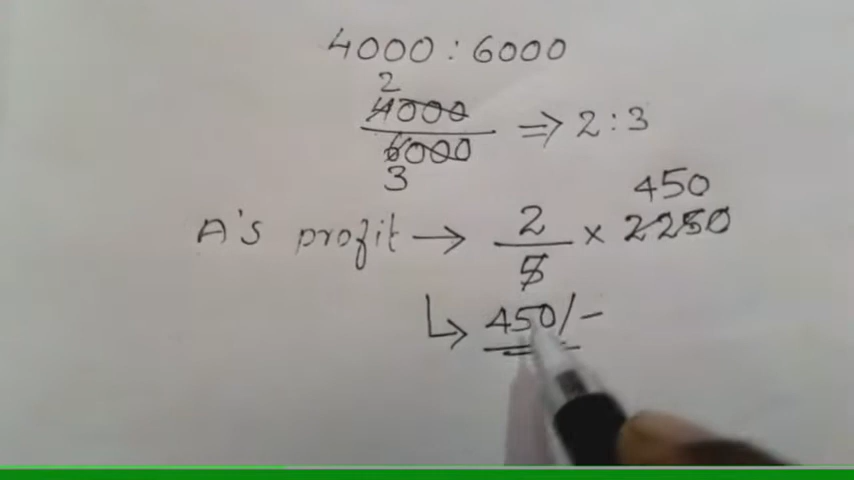 4000 : 6000
2
4000
6000
3
⇒ 2 : 3
450
A's profit → 2/5 × 2250
↳ 450/-